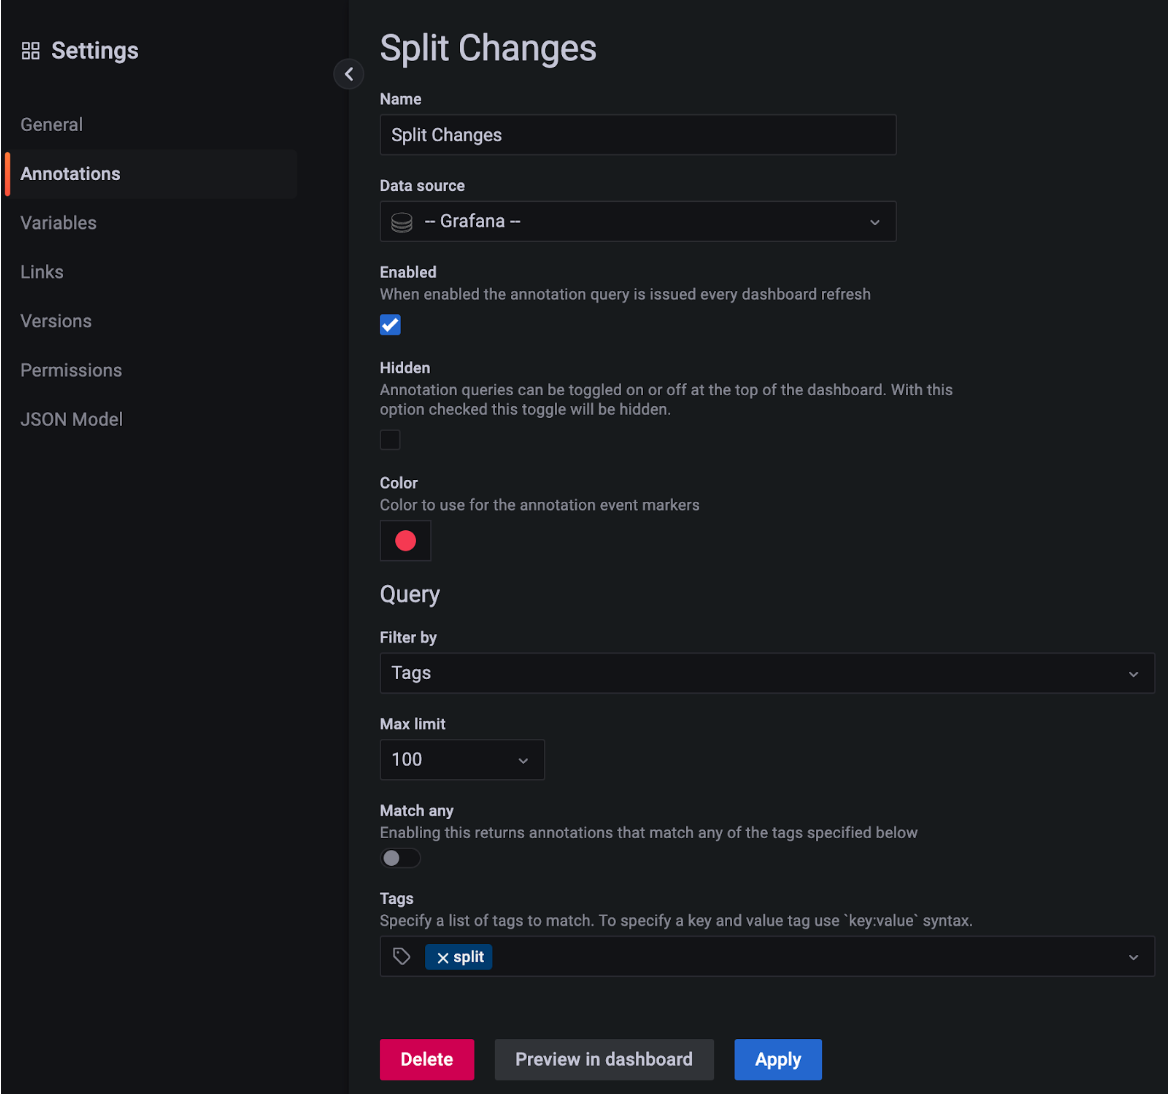 Settings
General
Annotations
Variables
Links
Versions
Permissions
JSON Model
Split Changes
Name
Split Changes
Data source
-- Grafana --
Enabled
When enabled the annotation query is issued every dashboard refresh
Hidden
Annotation queries can be toggled on or off at the top of the dashboard. With this
option checked this toggle will be hidden.
Color
Color to use for the annotation event markers
Query
Filter by
Tags
Max limit
100
Match any
Enabling this returns annotations that match any of the tags specified below
Tags
Specify a list of tags to match. To specify a key and value tag use `key:value` syntax.
split
Delete
Preview in dashboard
Apply